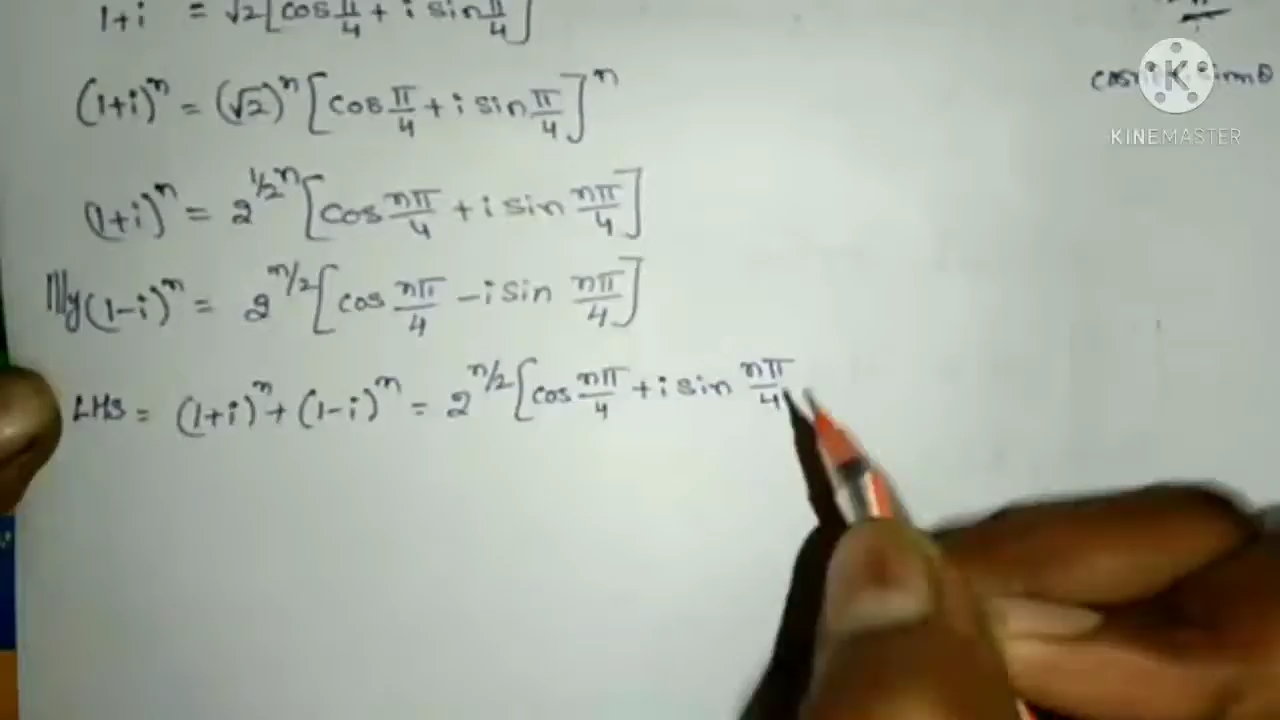 1+i = √2[cos π/4 + i sin π/4]
(1+i)^n = (√2)^n [cos π/4 + i sin π/4]^n
(1+i)^n = 2^{1/2 n} [cos nπ/4 + i sin nπ/4]
IIIy (1-i)^n = 2^{n/2} [cos nπ/4 - i sin nπ/4]
LHS = (1+i)^n + (1-i)^n = 2^{n/2} [cos nπ/4 + i sin nπ/4
KINEMASTER